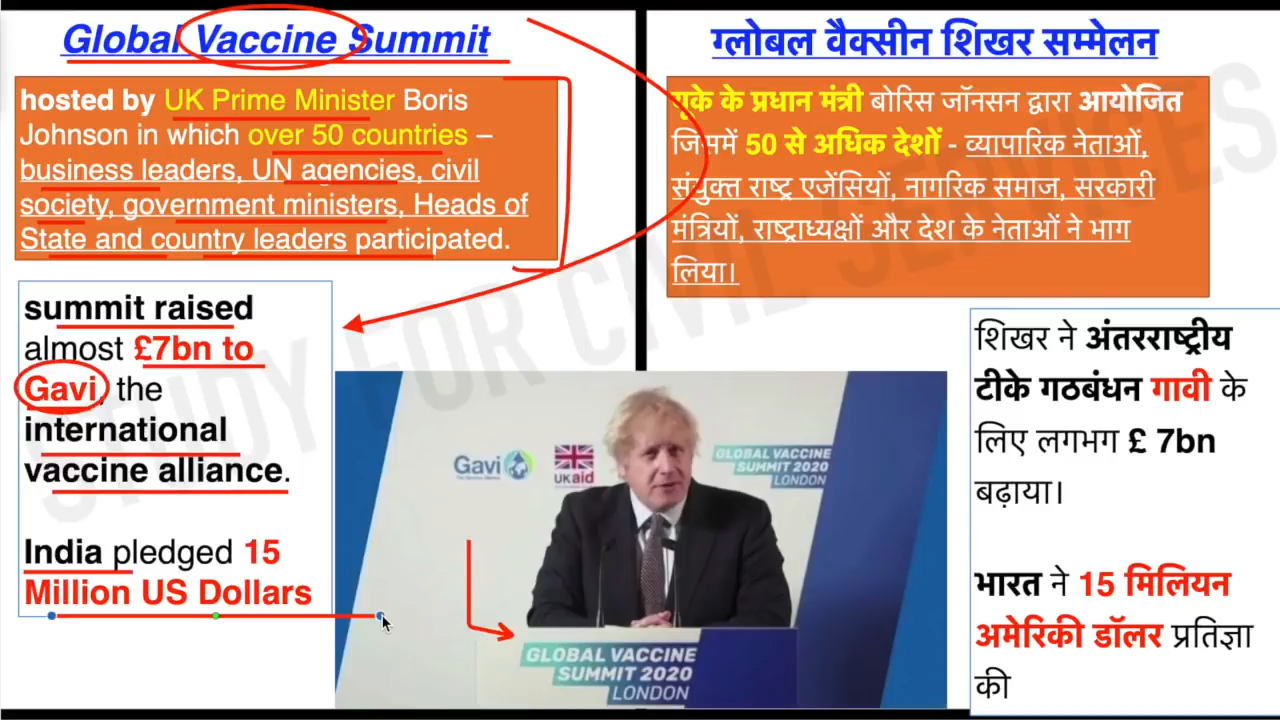 Global Vaccine Summit
hosted by UK Prime Minister Boris
Johnson in which over 50 countries –
business leaders, UN agencies, civil
society, government ministers, Heads of
State and country leaders participated.
summit raised
almost £7bn to
Gavi, the
international
vaccine alliance.
India pledged 15
Million US Dollars
ग्लोबल वैक्सीन शिखर सम्मेलन
यूके के प्रधान मंत्री बोरिस जॉनसन द्वारा आयोजित
जिसमें 50 से अधिक देशों - व्यापारिक नेताओं,
संयुक्त राष्ट्र एजेंसियों, नागरिक समाज, सरकारी
मंत्रियों, राष्ट्राध्यक्षों और देश के नेताओं ने भाग
लिया।
शिखर ने अंतरराष्ट्रीय
टीके गठबंधन गावी के
लिए लगभग £ 7bn
बढ़ाया।
भारत ने 15 मिलियन
अमेरिकी डॉलर प्रतिज्ञा
की
Gavi
UKaid
GLOBAL VACCINE
SUMMIT 2020
LONDON
GLOBAL VACCINE
SUMMIT 2020
LONDON
STUDY FOR CIVIL SERVICES